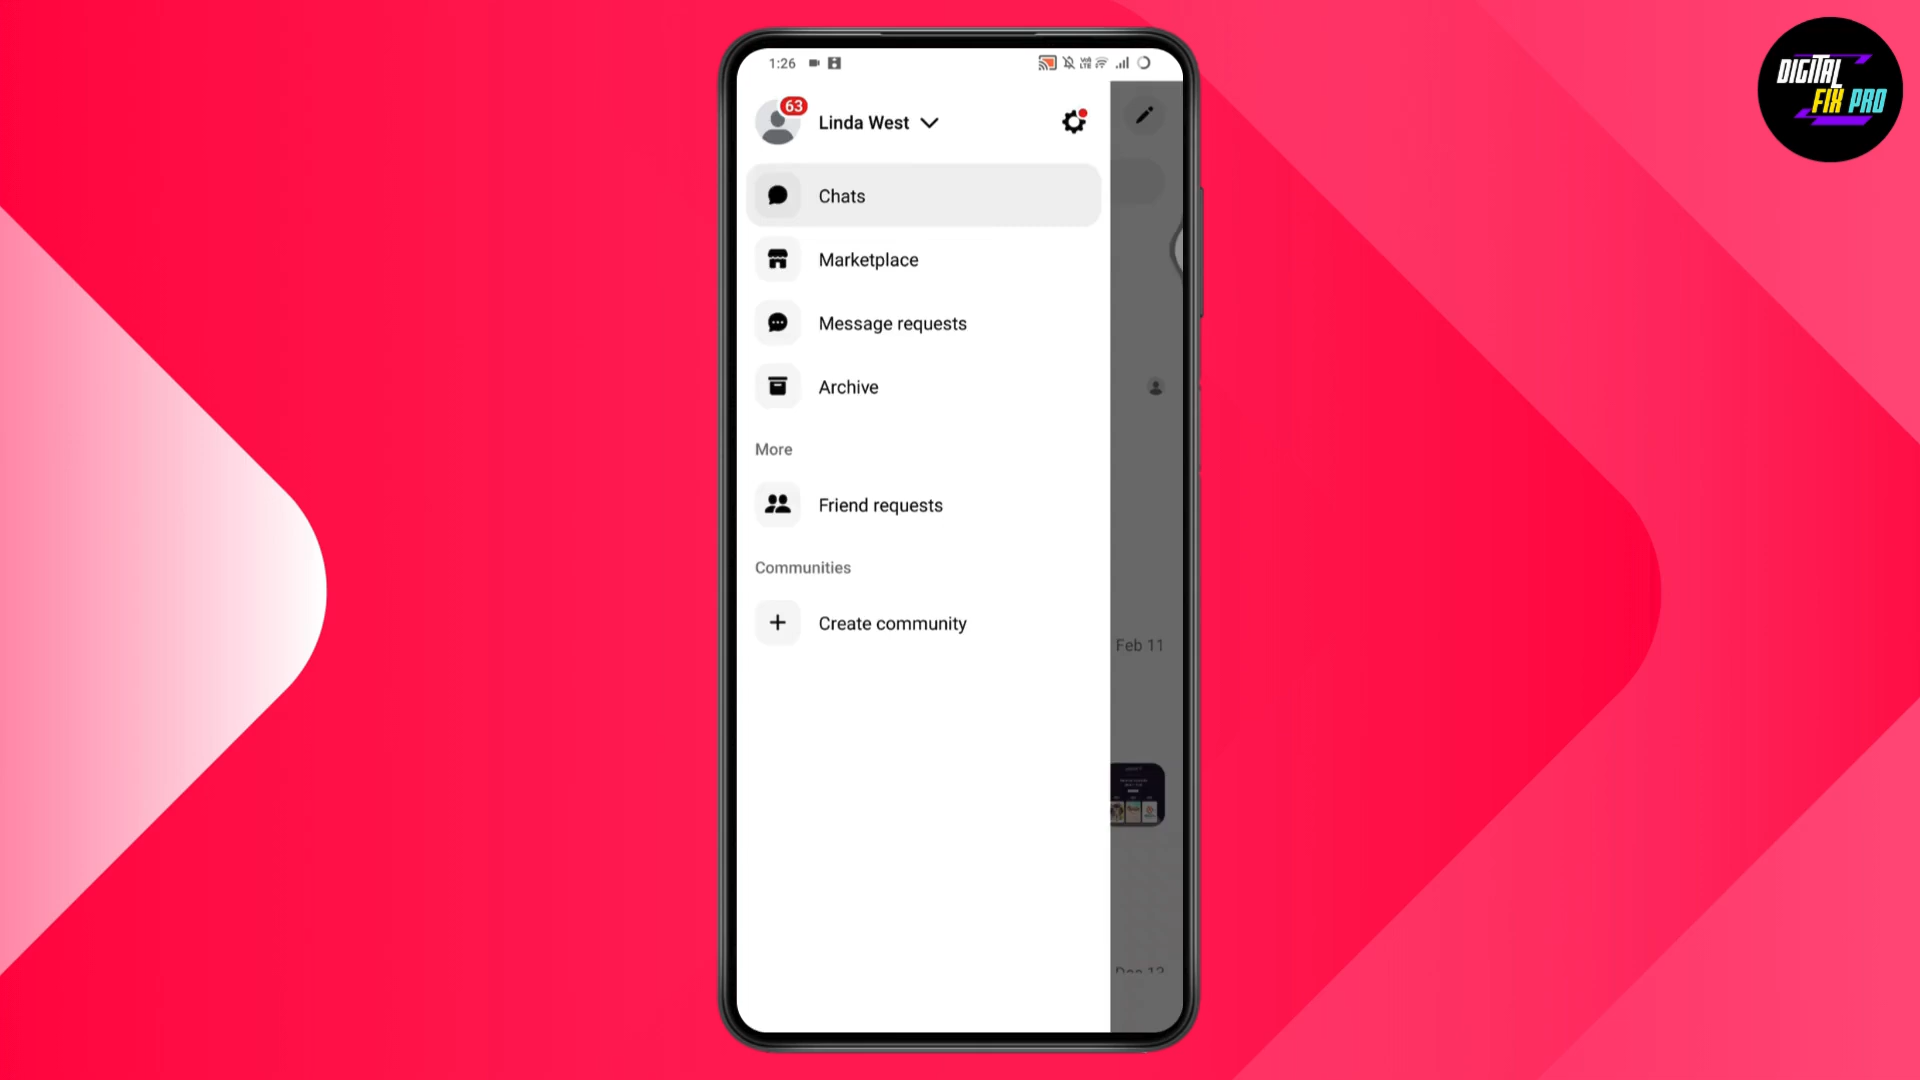 DIGITAL
FIX PRO
1:26
63
Linda West
Chats
Marketplace
Message requests
Archive
More
Friend requests
Communities
Create community
Feb 11